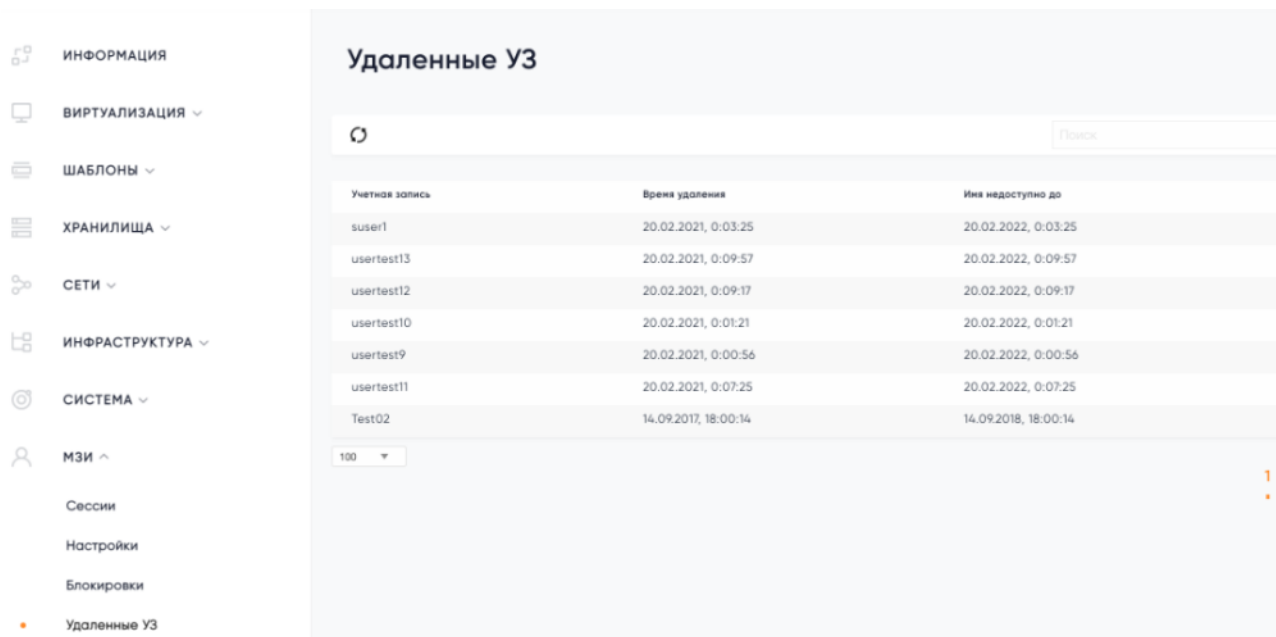 ИНФОРМАЦИЯ
ВИРТУАЛИЗАЦИЯ
ШАБЛОНЫ
ХРАНИЛИЩА
СЕТИ
ИНФРАСТРУКТУРА
СИСТЕМА
МЗИ
Сессии
Настройки
Блокировки
Удаленные УЗ
Удаленные УЗ
Поиск
Учетная запись Время удаления Имя недоступно до
suser1 20.02.2021, 0:03:25 20.02.2022, 0:03:25
usertest13 20.02.2021, 0:09:57 20.02.2022, 0:09:57
usertest12 20.02.2021, 0:09:17 20.02.2022, 0:09:17
usertest10 20.02.2021, 0:01:21 20.02.2022, 0:01:21
usertest9 20.02.2021, 0:00:56 20.02.2022, 0:00:56
usertest11 20.02.2021, 0:07:25 20.02.2022, 0:07:25
Test02 14.09.2017, 18:00:14 14.09.2018, 18:00:14
100
1